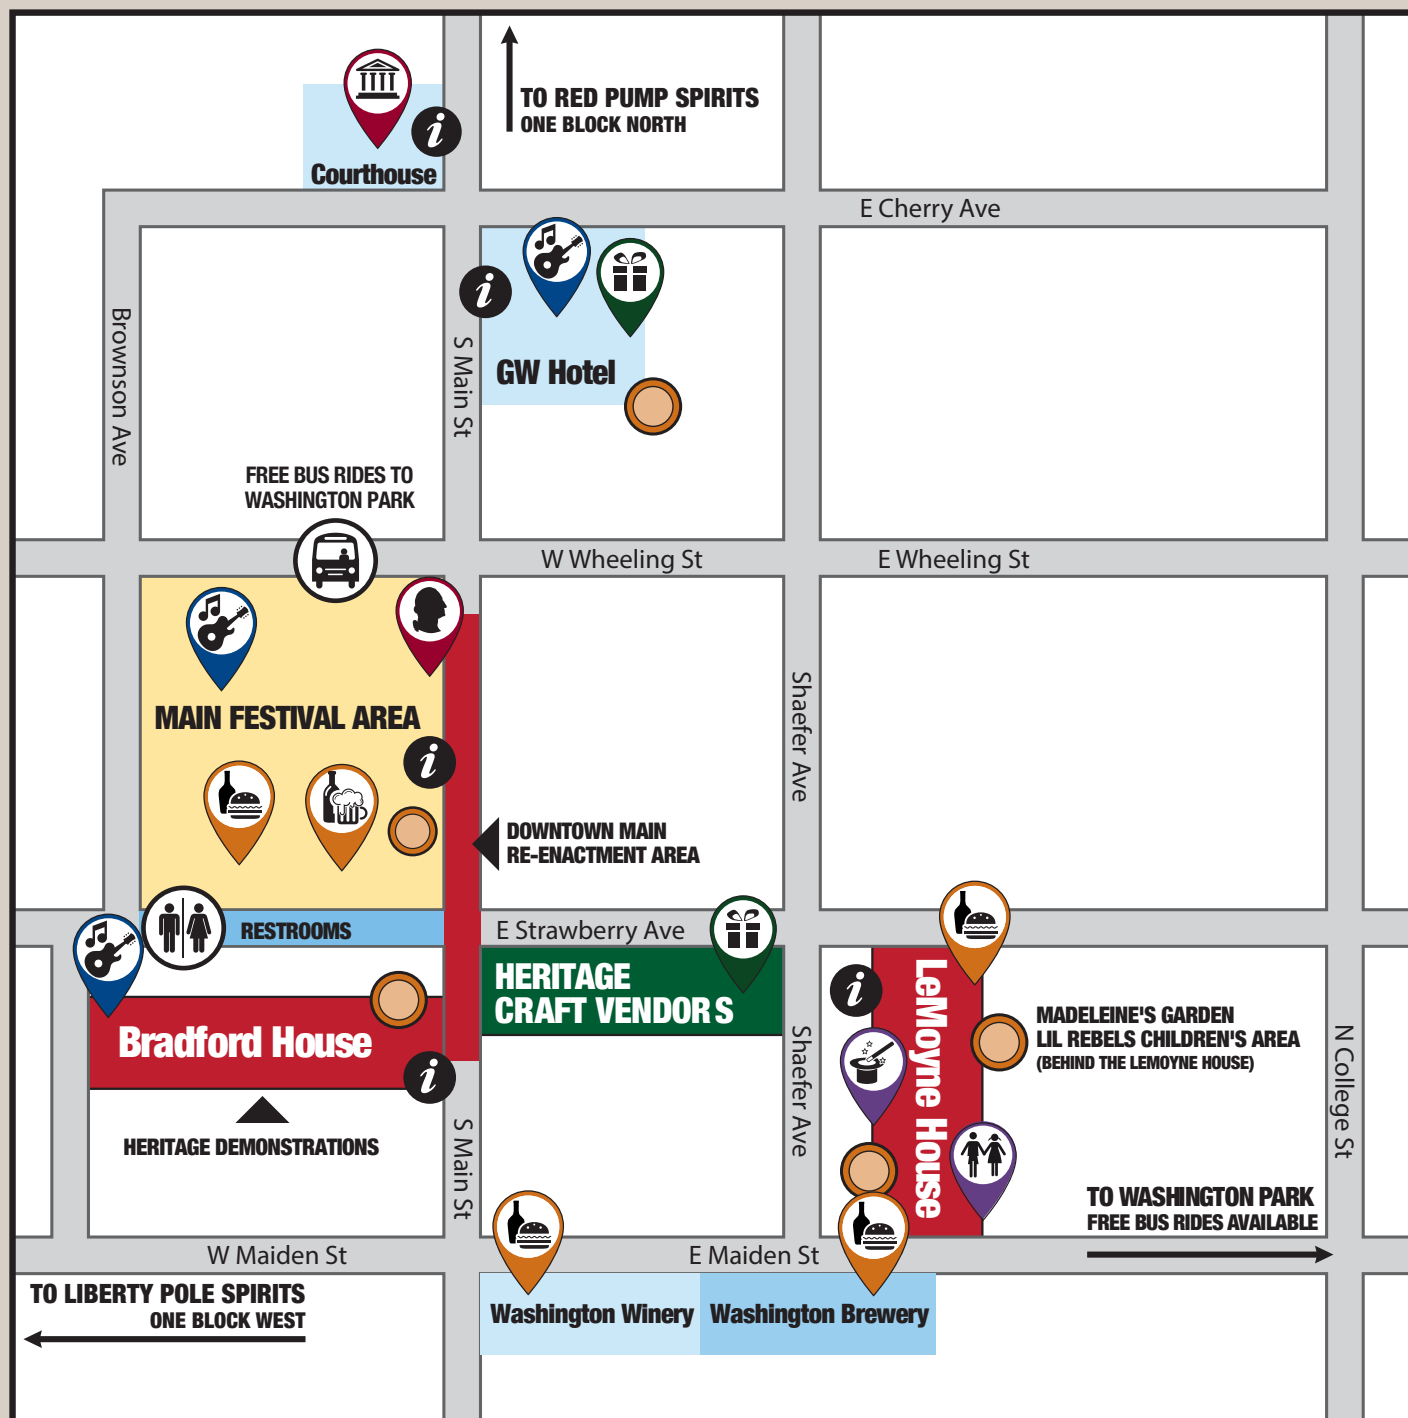 TO RED PUMP SPIRITS
ONE BLOCK NORTH
i
Courthouse
E Cherry Ave
i
GW Hotel
Brownson Ave
S Main St
FREE BUS RIDES TO
WASHINGTON PARK
W Wheeling St
E Wheeling St
MAIN FESTIVAL AREA
i
Shaefer Ave
DOWNTOWN MAIN
RE-ENACTMENT AREA
RESTROOMS
E Strawberry Ave
HERITAGE
CRAFT VENDORS
i
LeMoyne House
MADELEINE'S GARDEN
LIL REBELS CHILDREN'S AREA
(BEHIND THE LEMOYNE HOUSE)
Bradford House
i
Shaefer Ave
N College St
HERITAGE DEMONSTRATIONS
S Main St
TO WASHINGTON PARK
FREE BUS RIDES AVAILABLE
W Maiden St
E Maiden St
TO LIBERTY POLE SPIRITS
ONE BLOCK WEST
Washington Winery
Washington Brewery